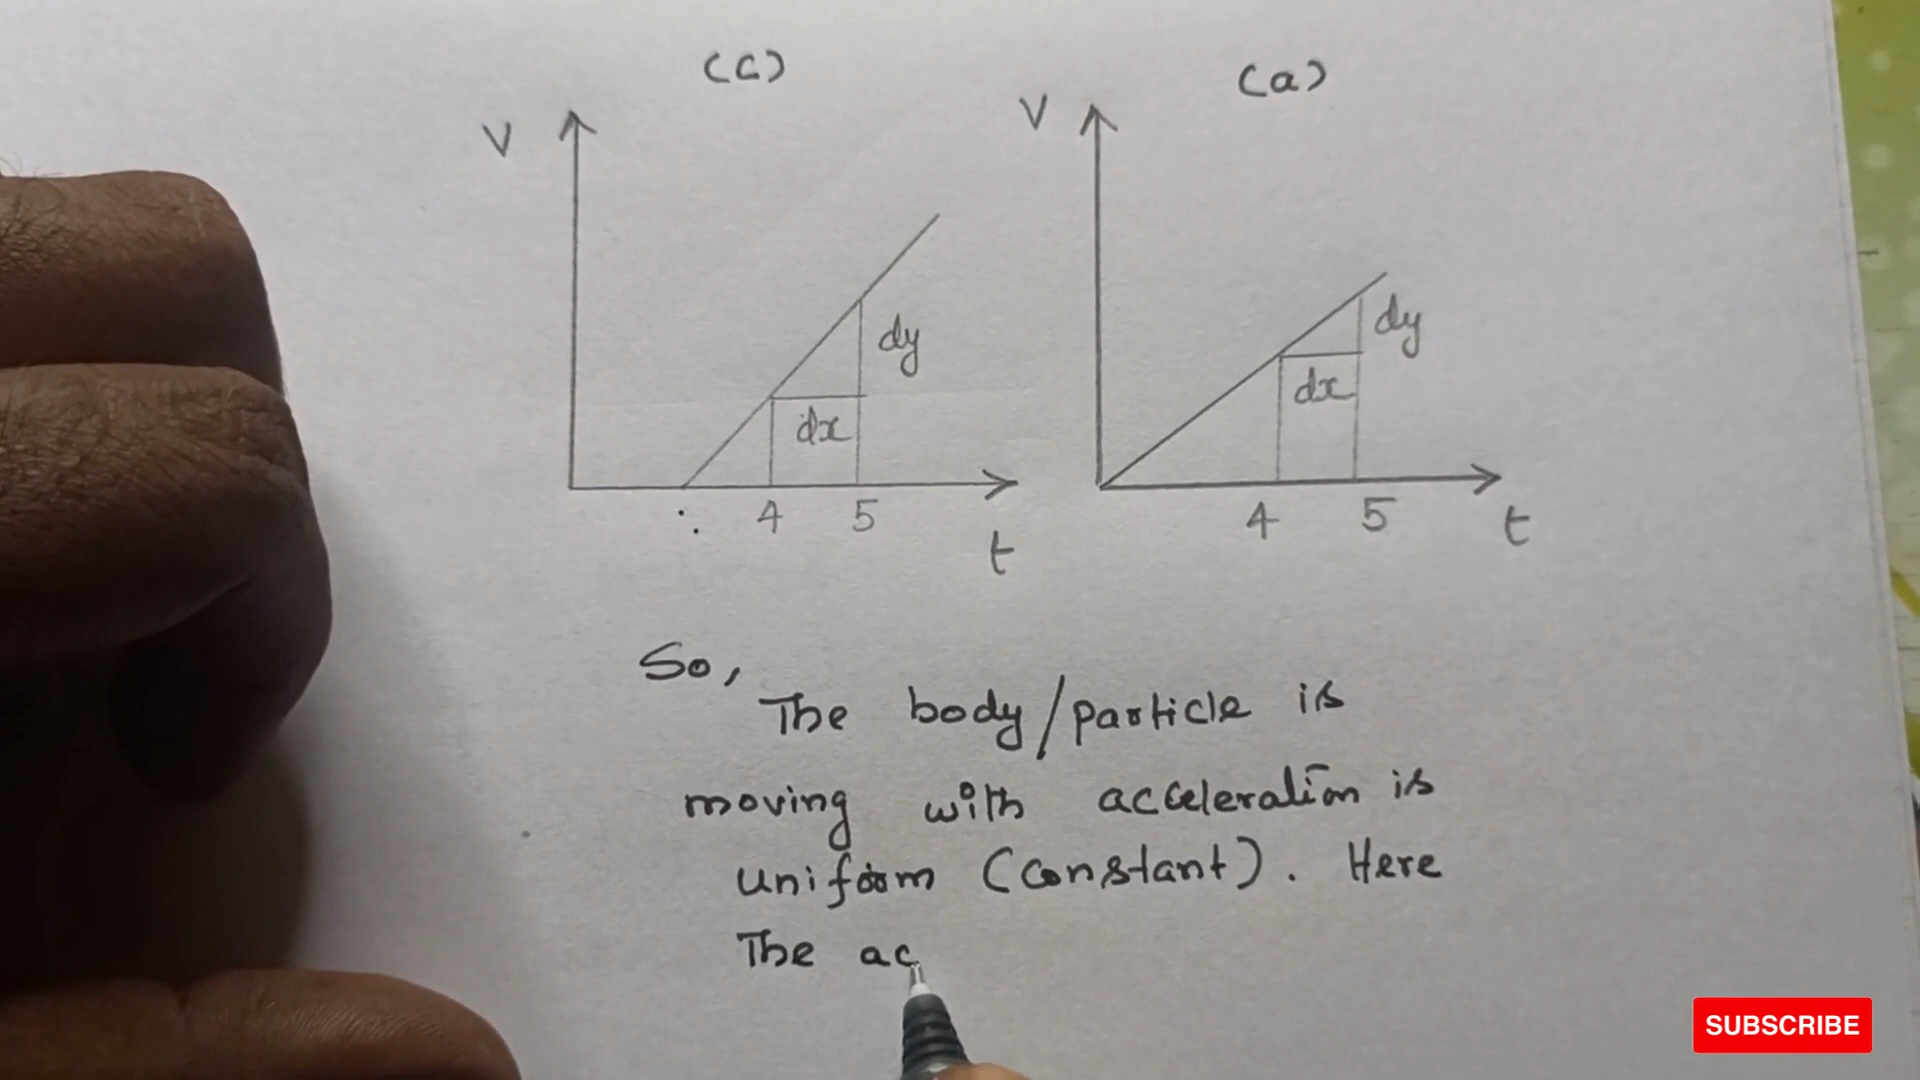 (c)
(a)
V
V
dy
dx
dy
dx
4 5
t
4 5
t
So,
The body/particle is
moving with acceleration is
uniform (constant). Here
The ac
SUBSCRIBE